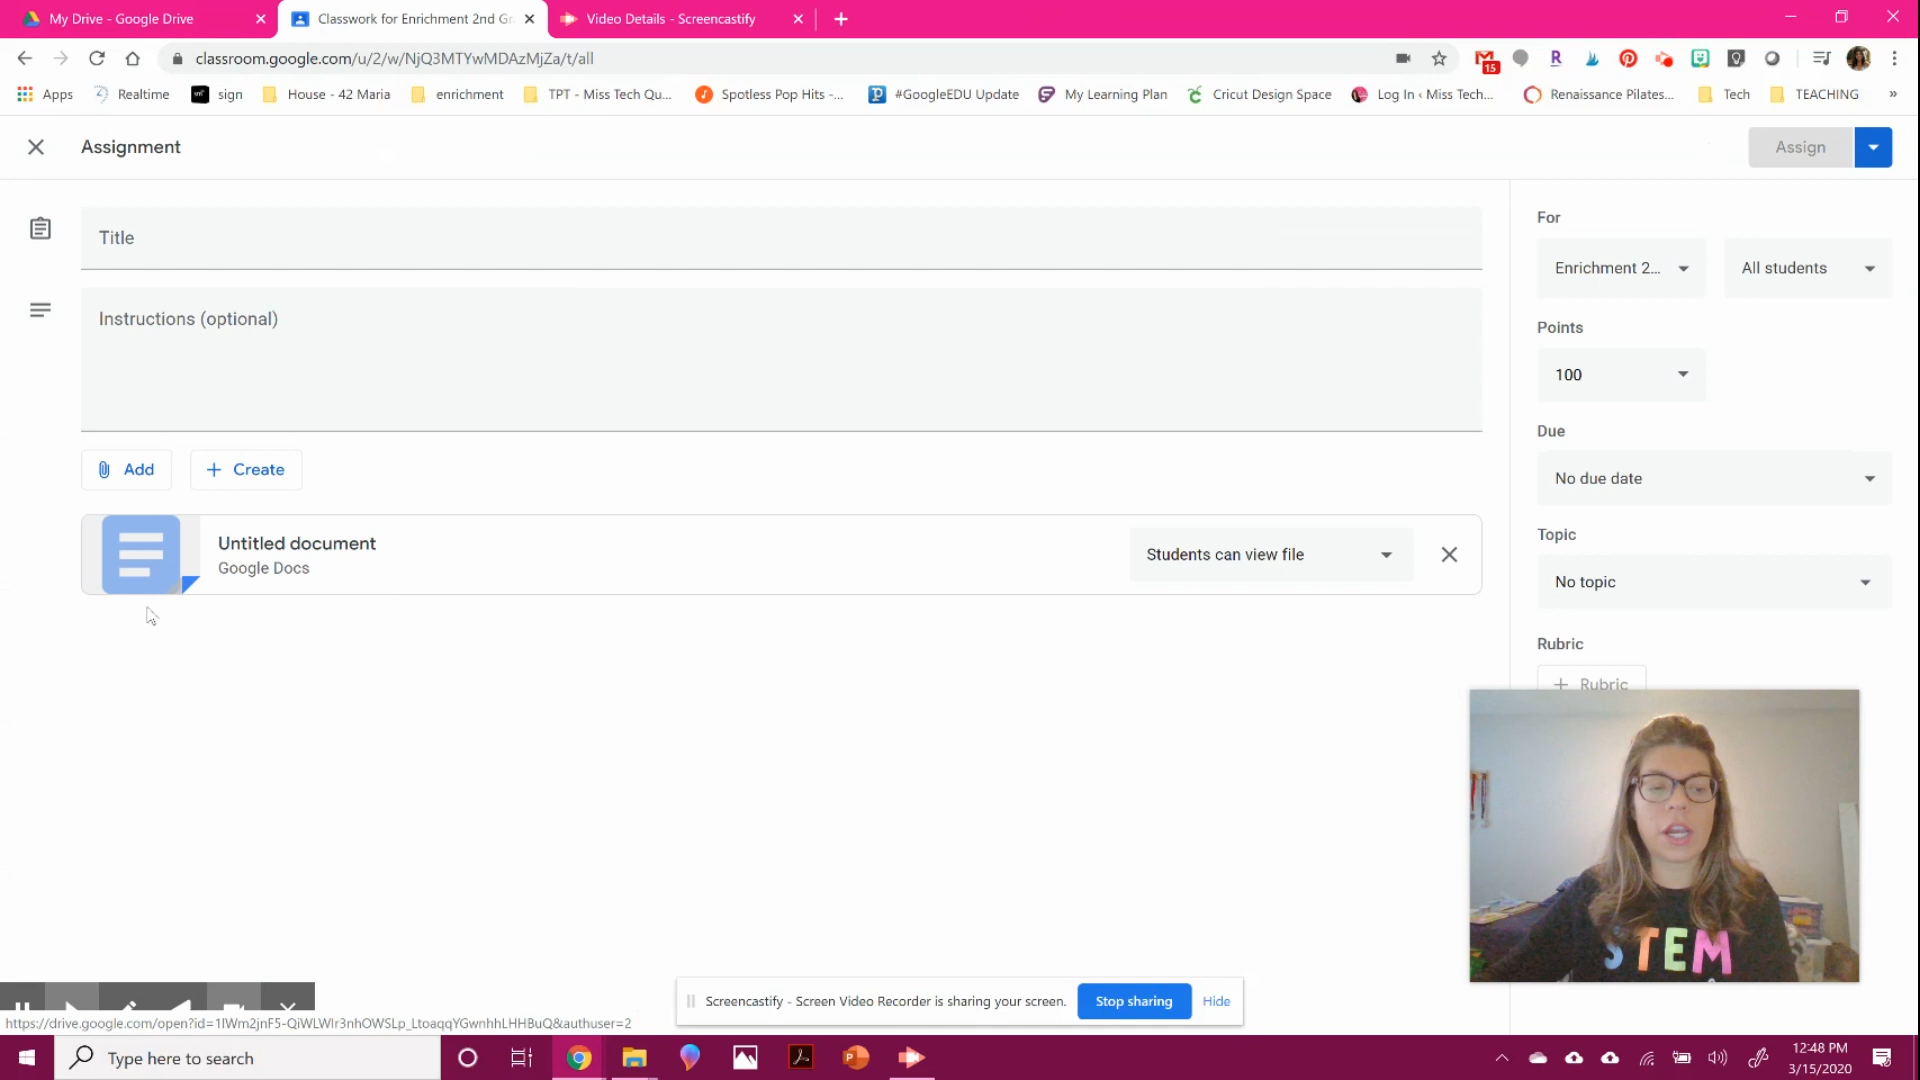 My Drive - Google Drive
Classwork for Enrichment 2nd Gr
Video Details - Screencastify
classroom.google.com/u/2/w/NjQ3MTYwMDAzMjZa/t/all
15
R
Apps
Realtime
sign
House - 42 Maria
enrichment
TPT - Miss Tech Qu...
Spotless Pop Hits -...
#GoogleEDU Update
My Learning Plan
Cricut Design Space
Log In ‹ Miss Tech...
Renaissance Pilates...
Tech
TEACHING
»
Assignment
Assign
Title
Instructions (optional)
Add
Create
Untitled document
Google Docs
Students can view file
For
Enrichment 2...
All students
Points
100
Due
No due date
Topic
No topic
Rubric
Rubric
STEM
Screencastify - Screen Video Recorder is sharing your screen.
Stop sharing
Hide
https://drive.google.com/open?id=1IWm2jnF5-QiWLWIr3nhOWSLp_LtoaqqYGwnhhLHHBuQ&authuser=2
Type here to search
12:48 PM
3/15/2020